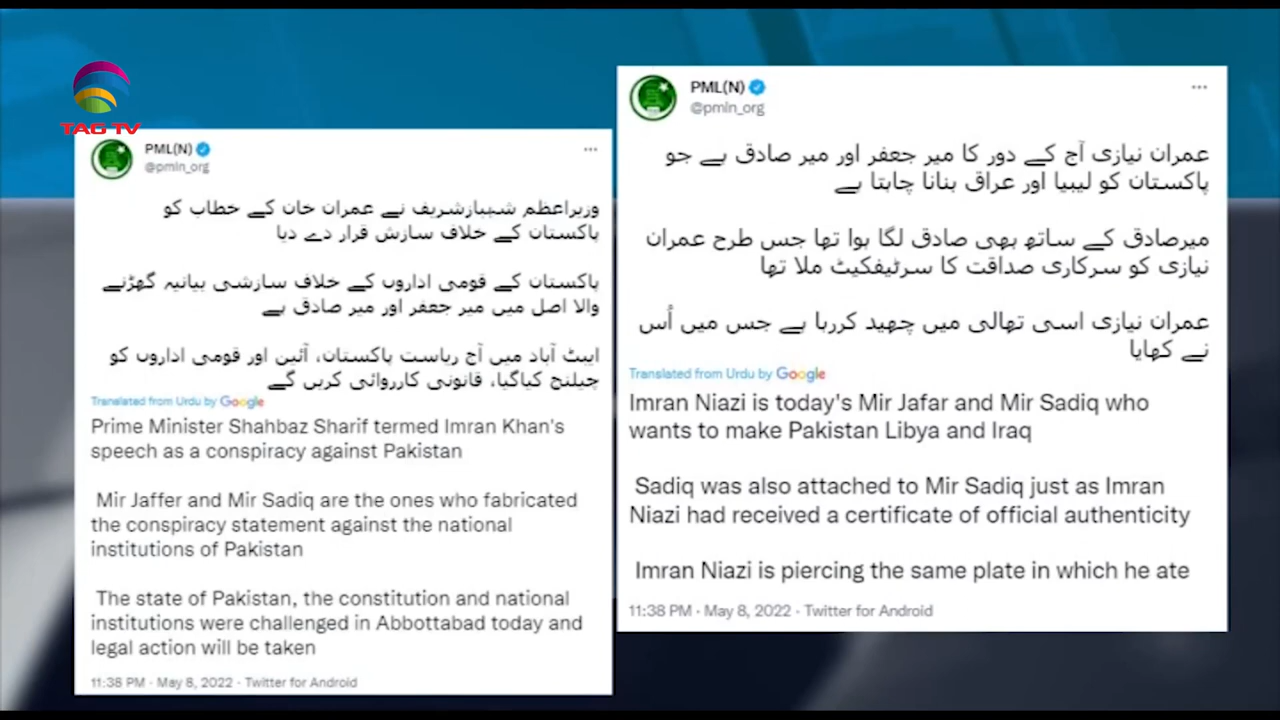 TAG TV
PML(N)
@pmln_org
وزیراعظم شہبازشریف نے عمران خان کے خطاب کو
پاکستان کے خلاف سازش قرار دے دیا
پاکستان کے قومی اداروں کے خلاف سازشی بیانیہ گھڑنے
والا اصل میں میر جعفر اور میر صادق ہے
ایبٹ آباد میں آج ریاست پاکستان، آئین اور قومی اداروں کو
چیلنج کیاگیا، قانونی کارروائی کریں گے
Translated from Urdu by Google
Prime Minister Shahbaz Sharif termed Imran Khan's
speech as a conspiracy against Pakistan
Mir Jaffer and Mir Sadiq are the ones who fabricated
the conspiracy statement against the national
institutions of Pakistan
The state of Pakistan, the constitution and national
institutions were challenged in Abbottabad today and
legal action will be taken
11:38 PM · May 8, 2022 · Twitter for Android
PML(N)
@pmln_org
عمران نیازی آج کے دور کا میر جعفر اور میر صادق ہے جو
پاکستان کو لیبیا اور عراق بنانا چاہتا ہے
میرصادق کے ساتھ بھی صادق لگا ہوا تھا جس طرح عمران
نیازی کو سرکاری صداقت کا سرٹیفکیٹ ملا تھا
عمران نیازی اسی تھالی میں چھید کررہا ہے جس میں اُس
نے کھایا
Translated from Urdu by Google
Imran Niazi is today's Mir Jafar and Mir Sadiq who
wants to make Pakistan Libya and Iraq
Sadiq was also attached to Mir Sadiq just as Imran
Niazi had received a certificate of official authenticity
Imran Niazi is piercing the same plate in which he ate
11:38 PM · May 8, 2022 · Twitter for Android